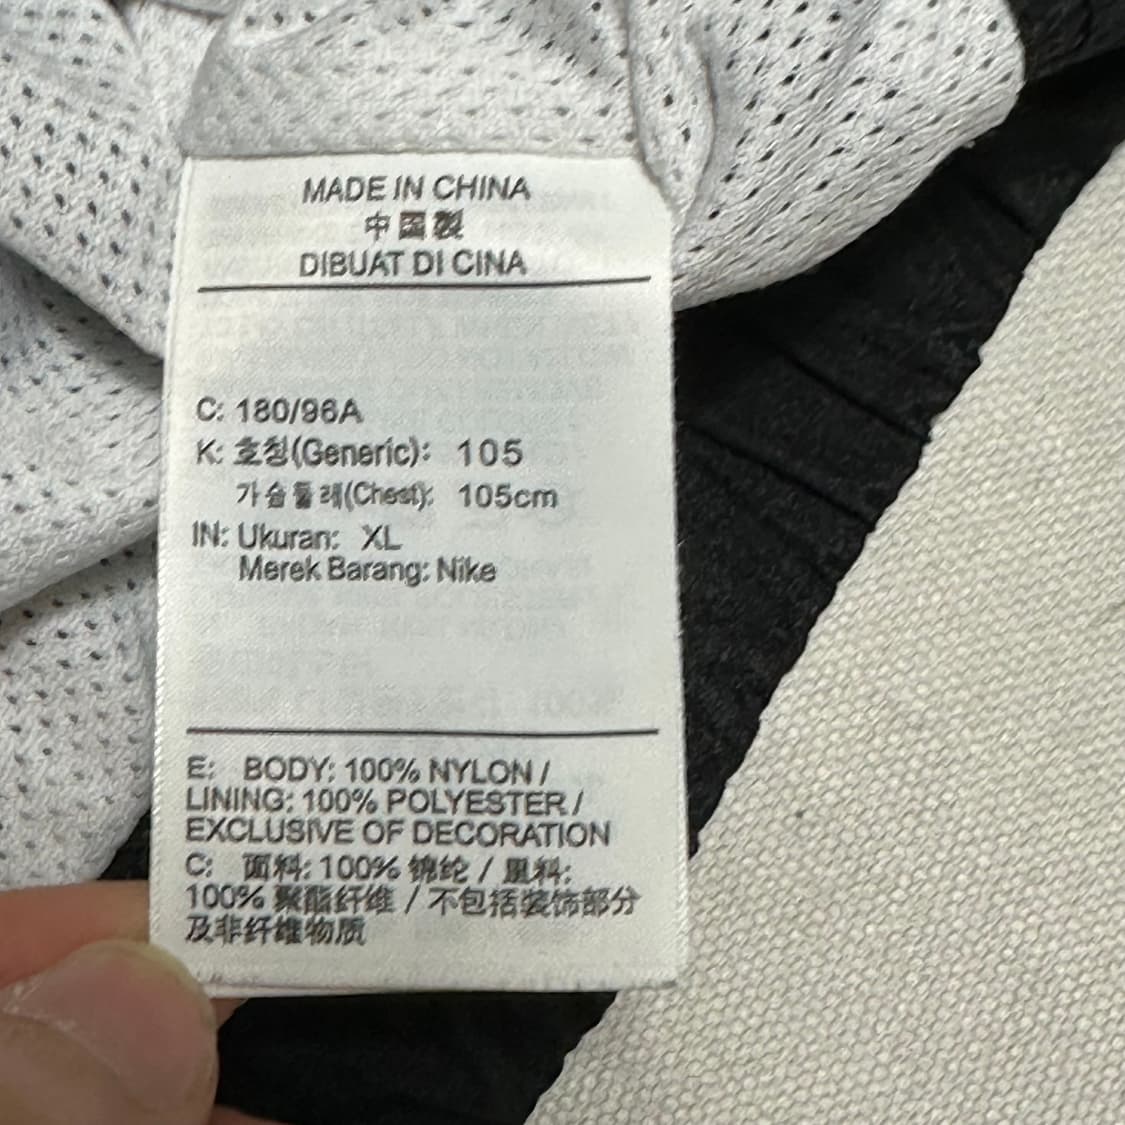 MADE IN CHINA
中国製
DIBUAT DI CINA
C: 180/96A
K: 호칭(Generic): 105
가슴둘레(Chest): 105cm
IN: Ukuran: XL
Merek Barang: Nike
E: BODY: 100% NYLON /
LINING: 100% POLYESTER /
EXCLUSIVE OF DECORATION
C: 面料: 100% 锦纶 / 里料:
100% 聚酯纤维 / 不包括装饰部分
及非纤维物质